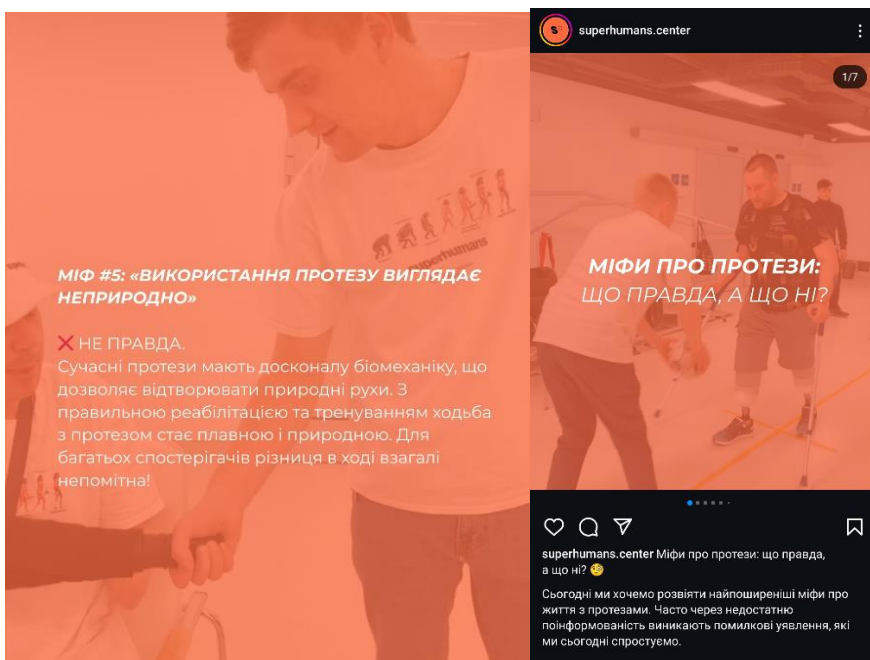 superhumans
МІФ #5: «ВИКОРИСТАННЯ ПРОТЕЗУ ВИГЛЯДАЄ
НЕПРИРОДНО»
❌ НЕ ПРАВДА.
Сучасні протези мають досконалу біомеханіку, що
дозволяє відтворювати природні рухи. З
правильною реабілітацією та тренуванням ходьба
з протезом стає плавною і природною. Для
багатьох спостерігачів різниця в ході взагалі
непомітна!
superhumans.center
1/7
МІФИ ПРО ПРОТЕЗИ:
ЩО ПРАВДА, А ЩО НІ?
superhumans.center Міфи про протези: що правда,
а що ні? 🧐
Сьогодні ми хочемо розвіяти найпоширеніші міфи про
життя з протезами. Часто через недостатню
поінформованість виникають помилкові уявлення, які
ми сьогодні спростуємо.